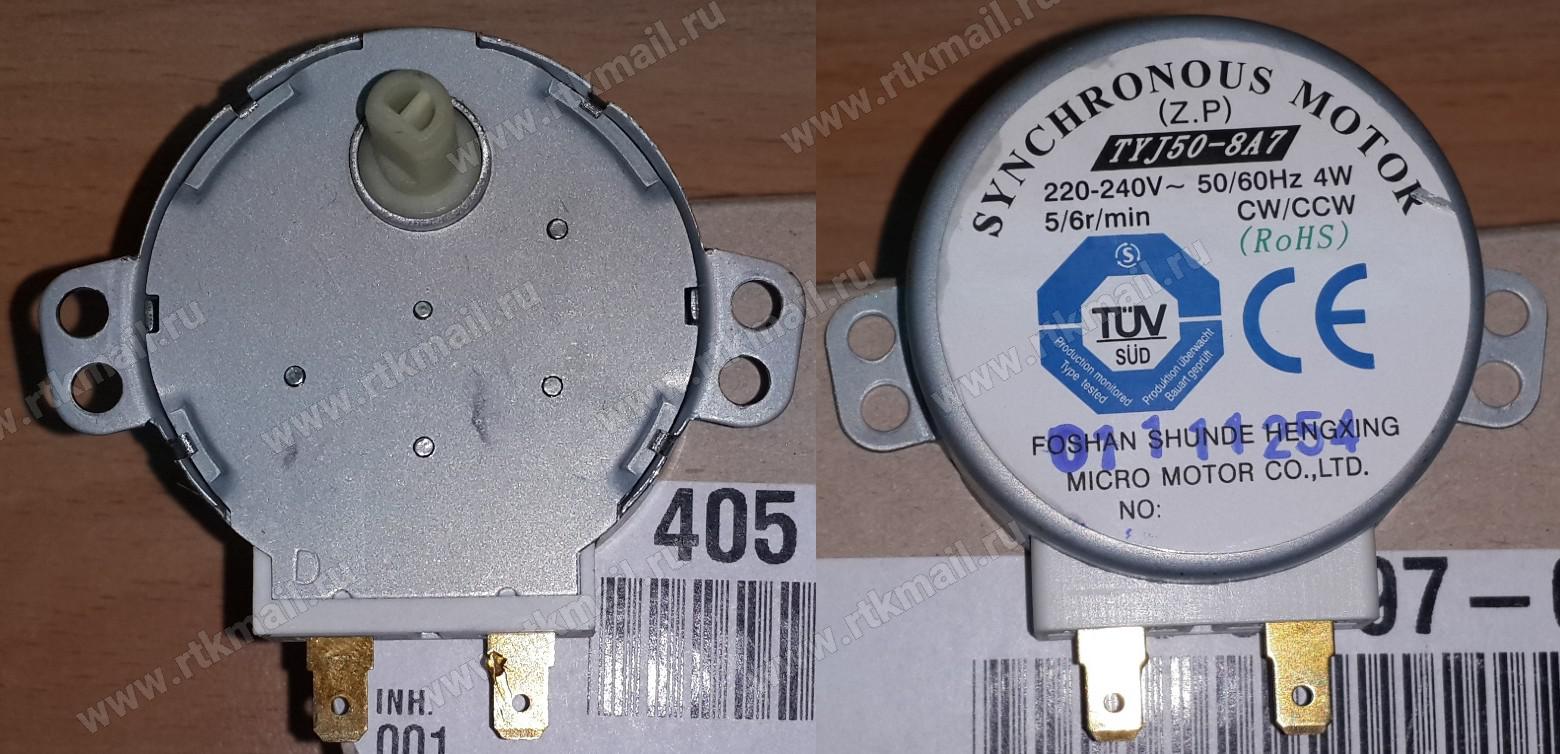 www.rtkmail.ru
D
405
INH.
001
SYNCHRONOUS MOTOR
(Z.P)
TYJ50-8A7
220-240V~ 50/60Hz 4W
5/6r/min CW/CCW
(RoHS)
S
TÜV
SÜD
CE
Production monitored
Type tested
Produktion überwacht
Bauart geprüft
01 1 11 254
FOSHAN SHUNDE HENGXING
MICRO MOTOR CO.,LTD.
NO:
97-